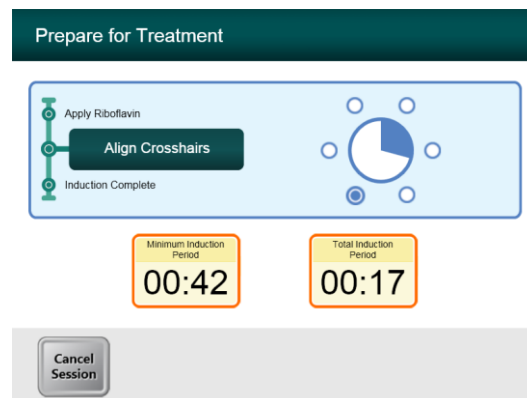 Prepare for Treatment
Apply Riboflavin
Align Crosshairs
Induction Complete
Minimum Induction
Period
00:42
Total Induction
Period
00:17
Cancel
Session